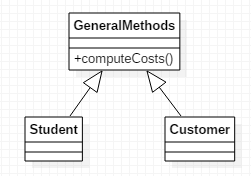 GeneralMethods
+computeCosts()
Student
Customer